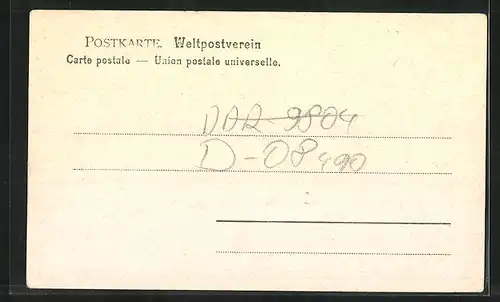 POSTKARTE. Weltpostverein
Carte postale — Union postale universelle.
DDR-9804
D-08490